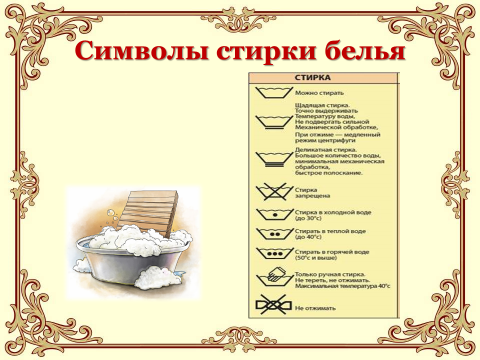 Символы стирки белья
СТИРКА
Можно стирать
Щадящая стирка.
Точно выдерживать
Температуру воды,
Не подвергать сильной
Механической обработке,
При отжиме — медленный
режим центрифуги
Деликатная стирка.
Большое количество воды,
минимальная механическая
обработка,
быстрое полоскание.
Стирка
запрещена
Стирка в холодной воде
(до 30°с)
Стирать в теплой воде
(до 40°с)
Стирать в горячей воде
(50°с и выше)
Только ручная стирка.
Не тереть, не отжимать.
Максимальная температура 40°с
Не отжимать